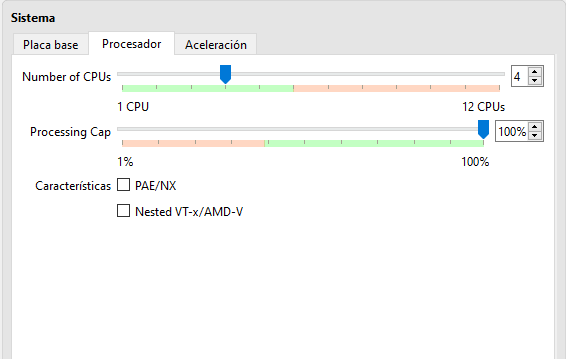 Sistema
Placa base Procesador Aceleración
Number of CPUs 4
1 CPU 12 CPUs
Processing Cap 100%
1% 100%
Características PAE/NX
Nested VT-x/AMD-V